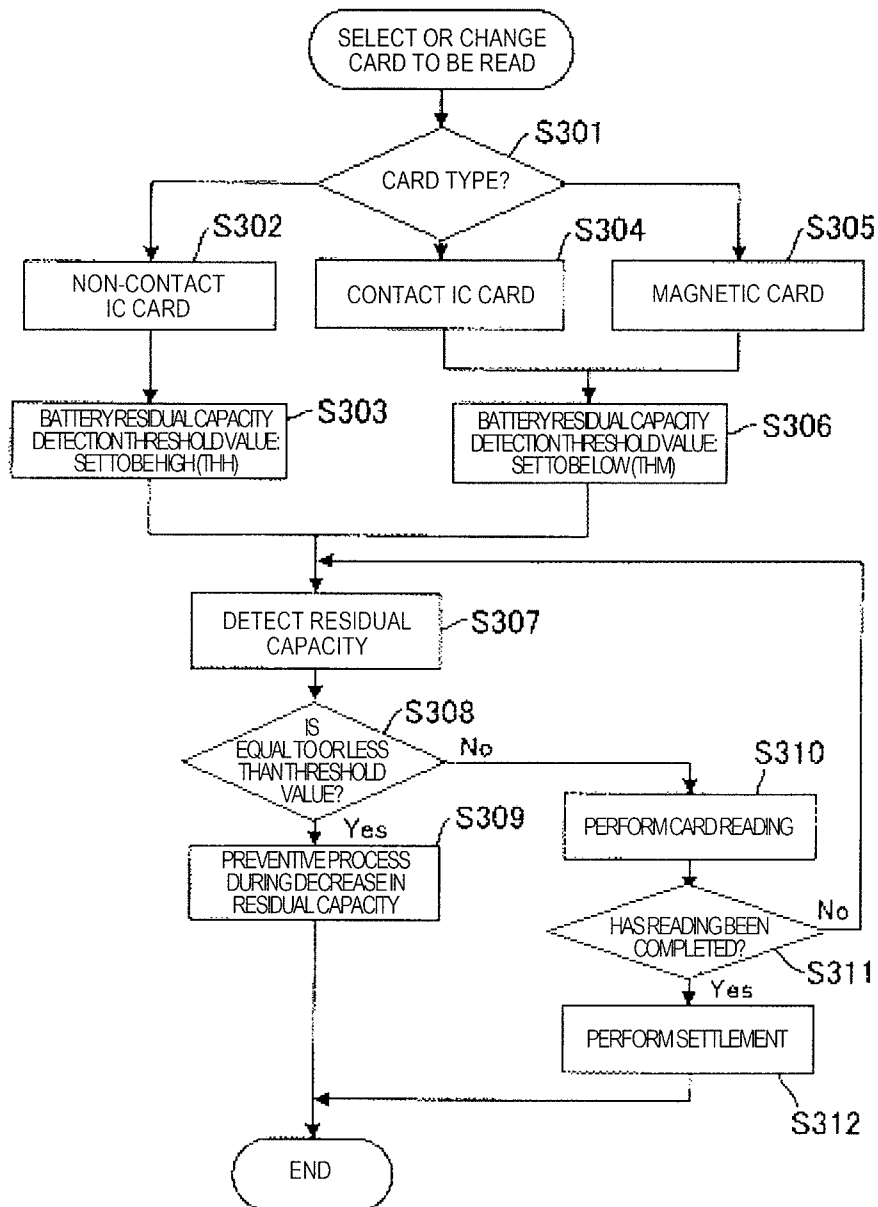 SELECT OR CHANGE
CARD TO BE READ
S301
CARD TYPE?
S302
S304
S305
NON-CONTACT
IC CARD
CONTACT IC CARD
MAGNETIC CARD
S303
BATTERY RESIDUAL CAPACITY
DETECTION THRESHOLD VALUE:
SET TO BE HIGH (THH)
S306
BATTERY RESIDUAL CAPACITY
DETECTION THRESHOLD VALUE:
SET TO BE LOW (THM)
DETECT RESIDUAL
CAPACITY
S307
S308
IS
EQUAL TO OR LESS
THAN THRESHOLD
VALUE?
No
Yes
S310
PERFORM CARD READING
S309
PREVENTIVE PROCESS
DURING DECREASE IN
RESIDUAL CAPACITY
No
HAS READING BEEN
COMPLETED?
S311
Yes
PERFORM SETTLEMENT
S312
END